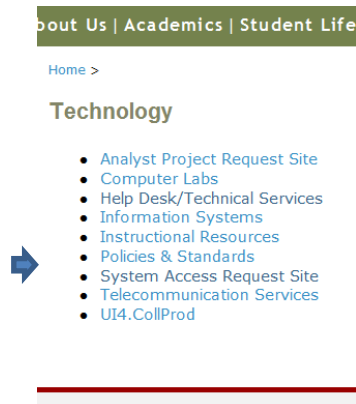 bout Us | Academics | Student Life
Home >
Technology
Analyst Project Request Site
Computer Labs
Help Desk/Technical Services
Information Systems
Instructional Resources
Policies & Standards
System Access Request Site
Telecommunication Services
UI4.CollProd